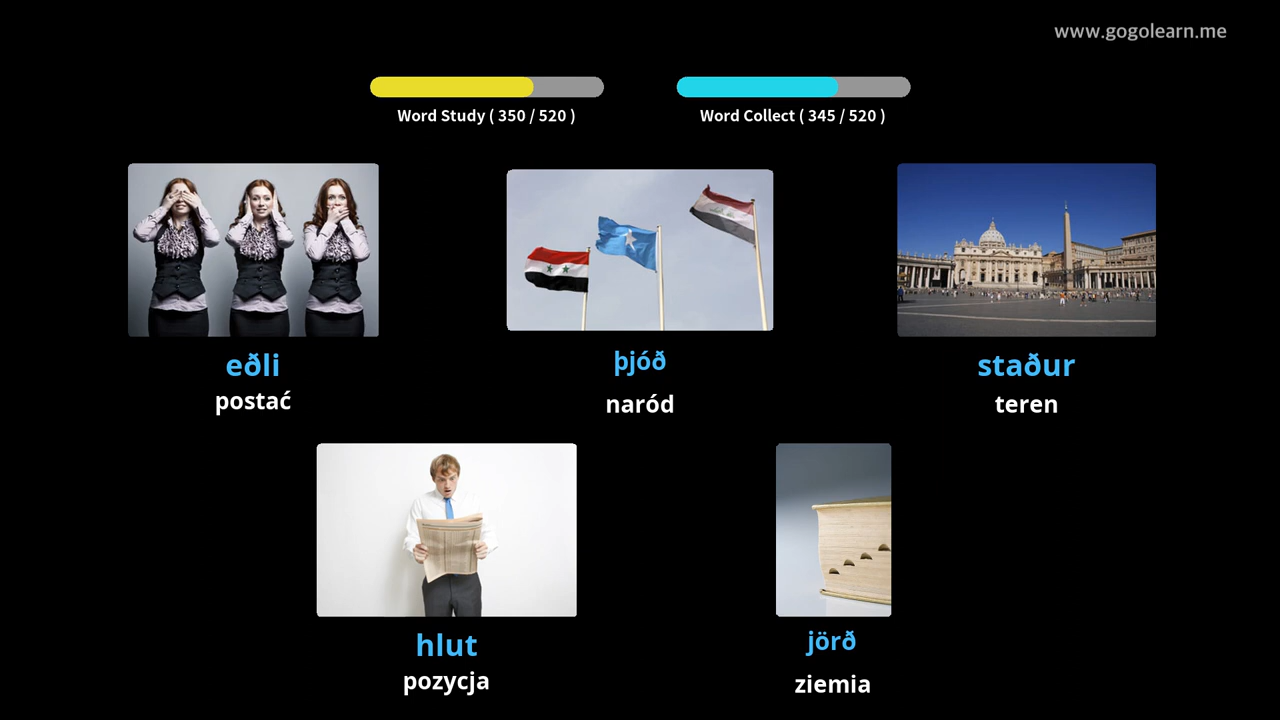 www.gogolearn.me
Word Study ( 350 / 520 )
Word Collect ( 345 / 520 )
eðli
postać
þjóð
naród
staður
teren
hlut
pozycja
jörð
ziemia